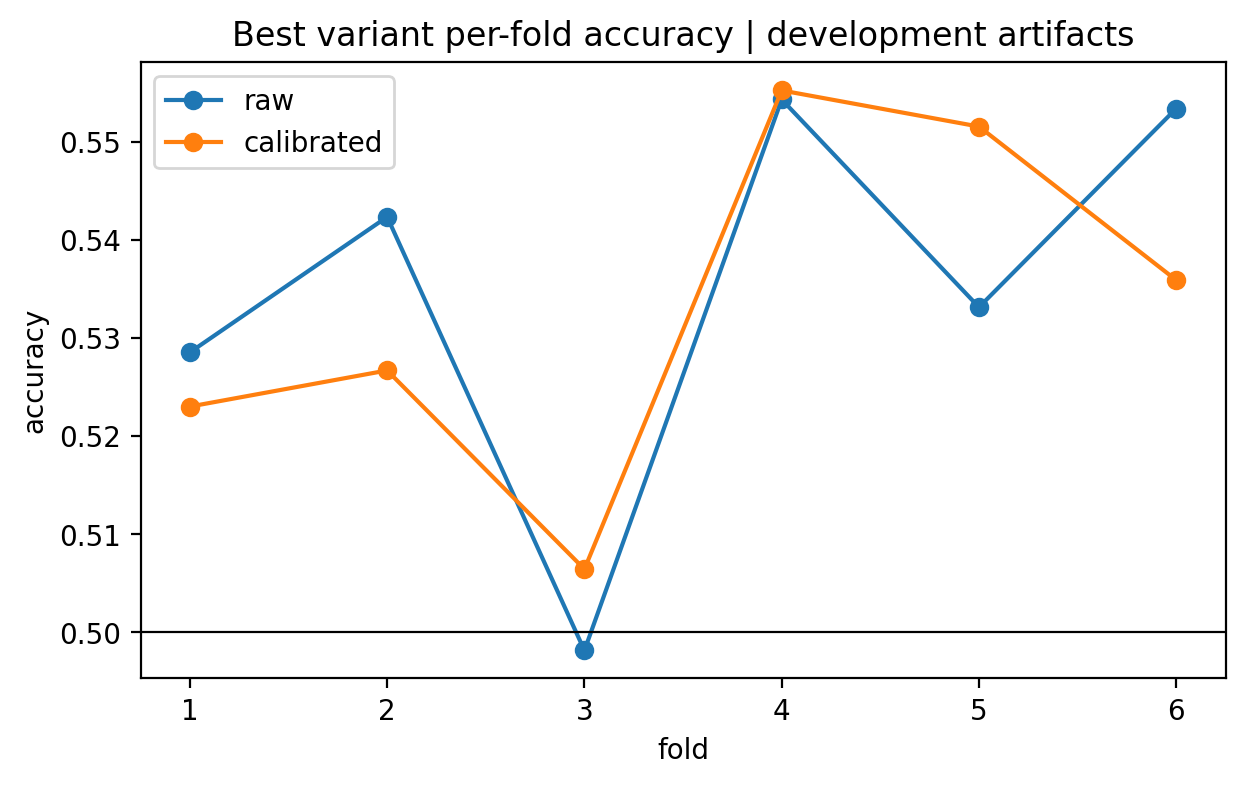 Best variant per-fold accuracy | development artifacts
raw
calibrated
0.55
0.54
0.53
0.52
0.51
0.50
accuracy
1 2 3 4 5 6
fold